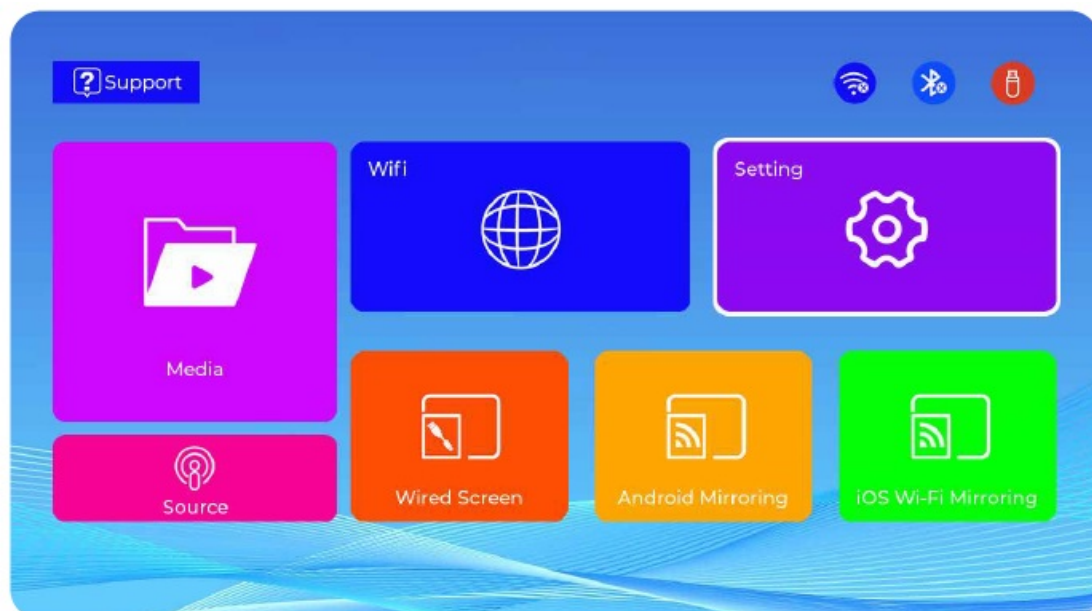 Support
Wifi
Setting
Media
Source
Wired Screen
Android Mirroring
iOS Wi-Fi Mirroring